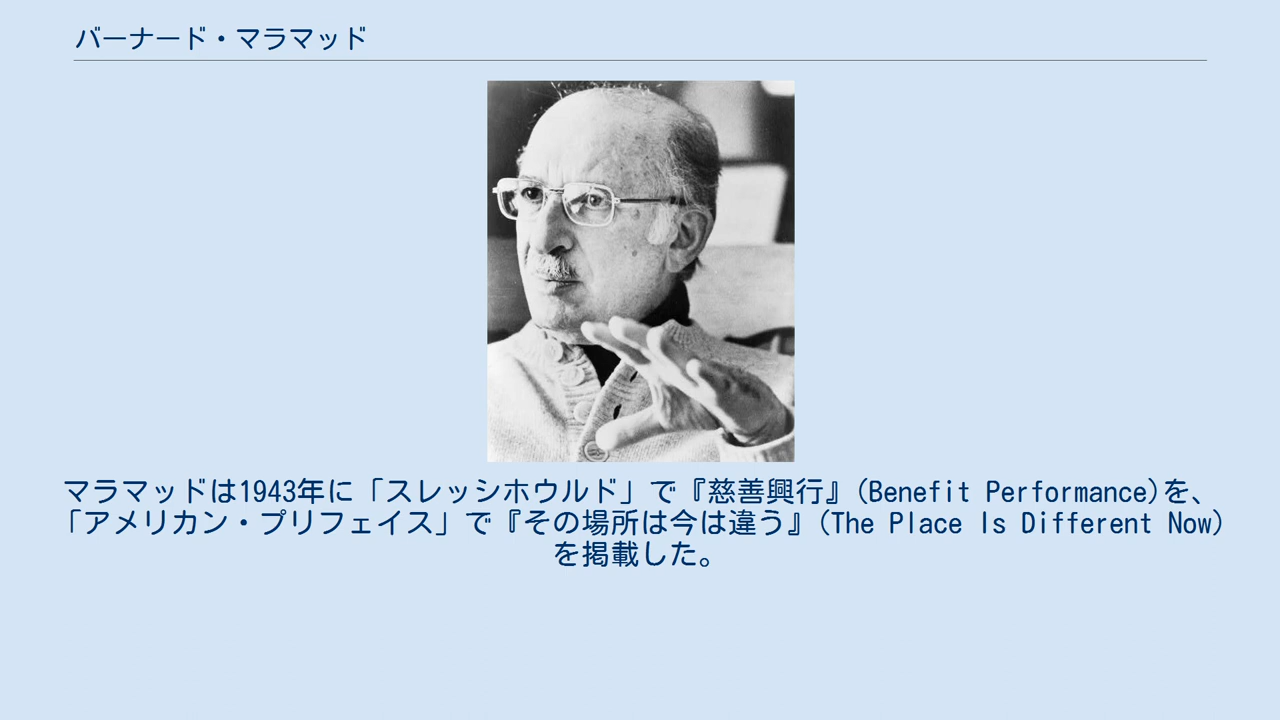 バーナード・マラマッド
マラマッドは1943年に「スレッシホウルド」で『慈善興行』(Benefit Performance)を、
「アメリカン・プリフェイス」で『その場所は今は違う』(The Place Is Different Now)
を掲載した。